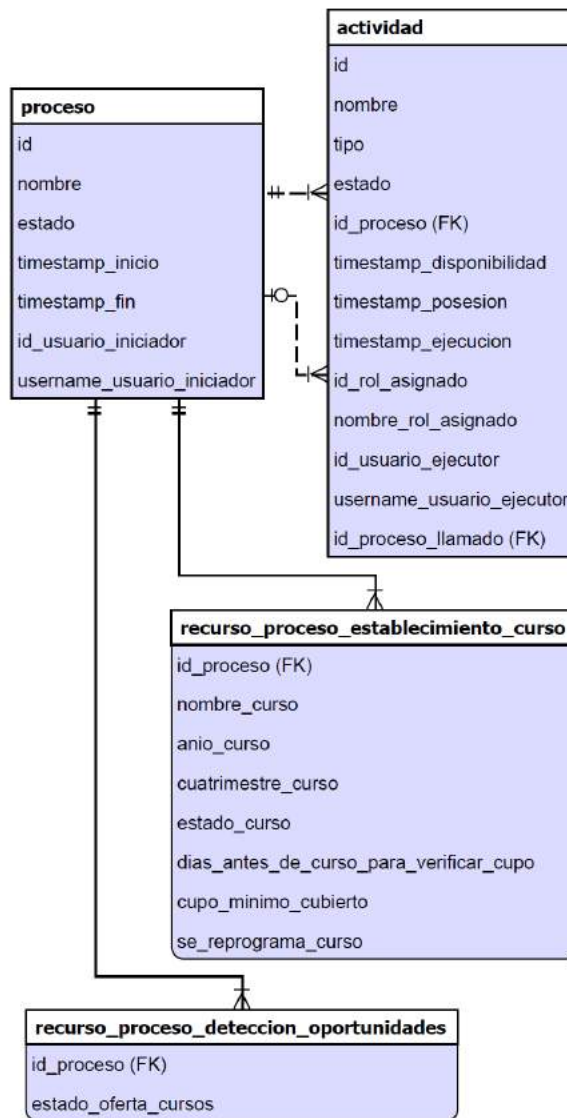 actividad
id
nombre
tipo
estado
id_proceso (FK)
timestamp_disponibilidad
timestamp_posesion
timestamp_ejecucion
id_rol_asignado
nombre_rol_asignado
id_usuario_ejecutor
username_usuario_ejecutor
id_proceso_llamado (FK)
proceso
id
nombre
estado
timestamp_inicio
timestamp_fin
id_usuario_iniciador
username_usuario_iniciador
recurso_proceso_establecimiento_curso
id_proceso (FK)
nombre_curso
anio_curso
cuatrimestre_curso
estado_curso
dias_antes_de_curso_para_verificar_cupo
cupo_minimo_cubierto
se_reprograma_curso
recurso_proceso_deteccion_oportunidades
id_proceso (FK)
estado_oferta_cursos